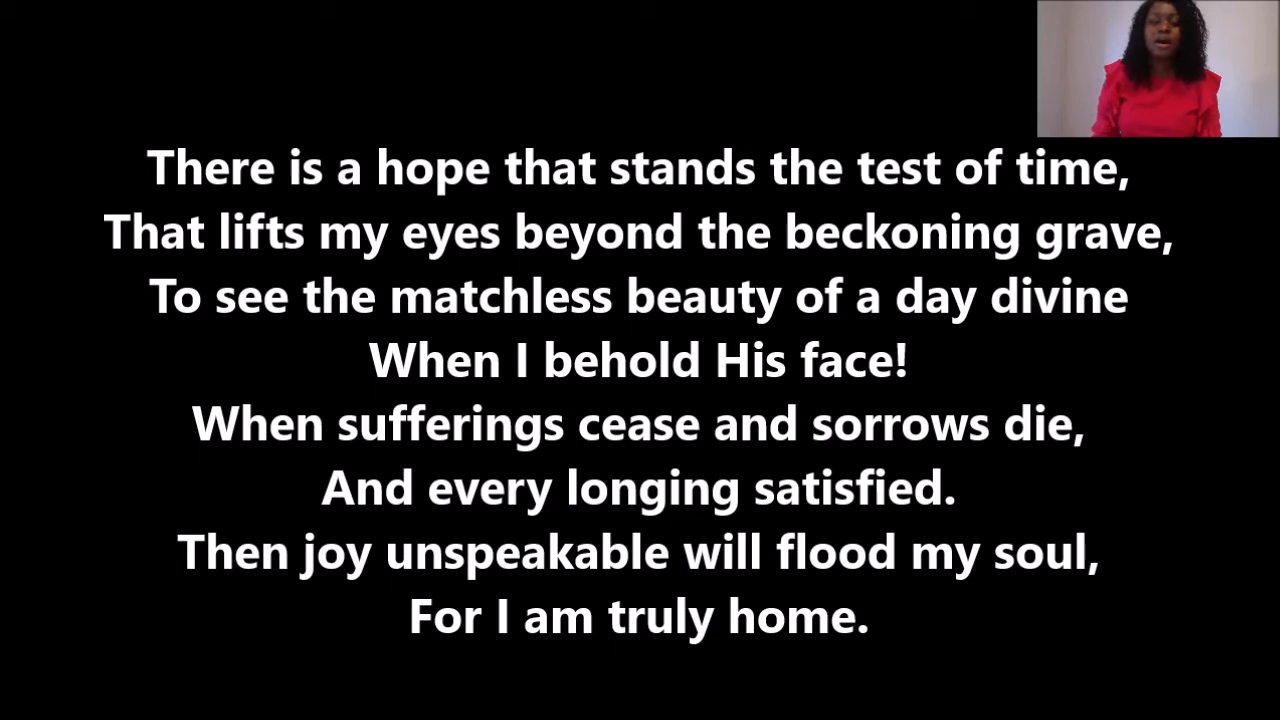 There is a hope that stands the test of time,
That lifts my eyes beyond the beckoning grave,
To see the matchless beauty of a day divine
When I behold His face!
When sufferings cease and sorrows die,
And every longing satisfied.
Then joy unspeakable will flood my soul,
For I am truly home.